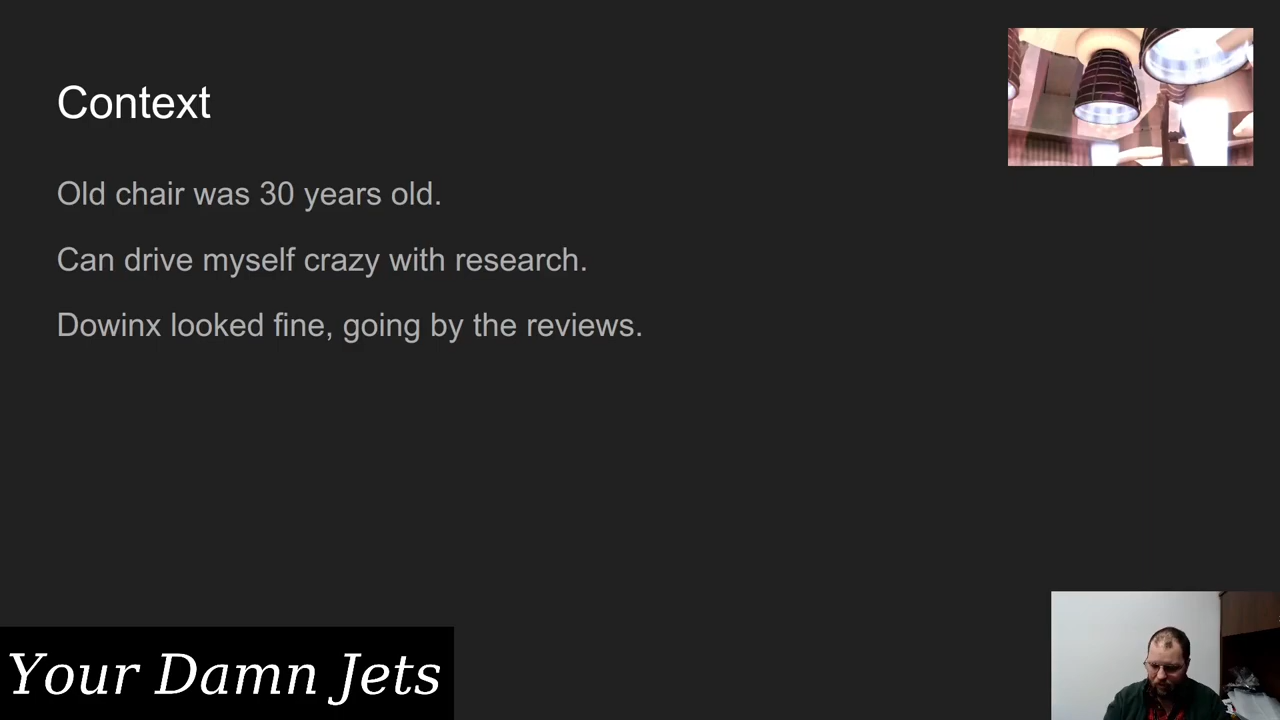 Context
Old chair was 30 years old.
Can drive myself crazy with research.
Dowinx looked fine, going by the reviews.
Your Damn Jets